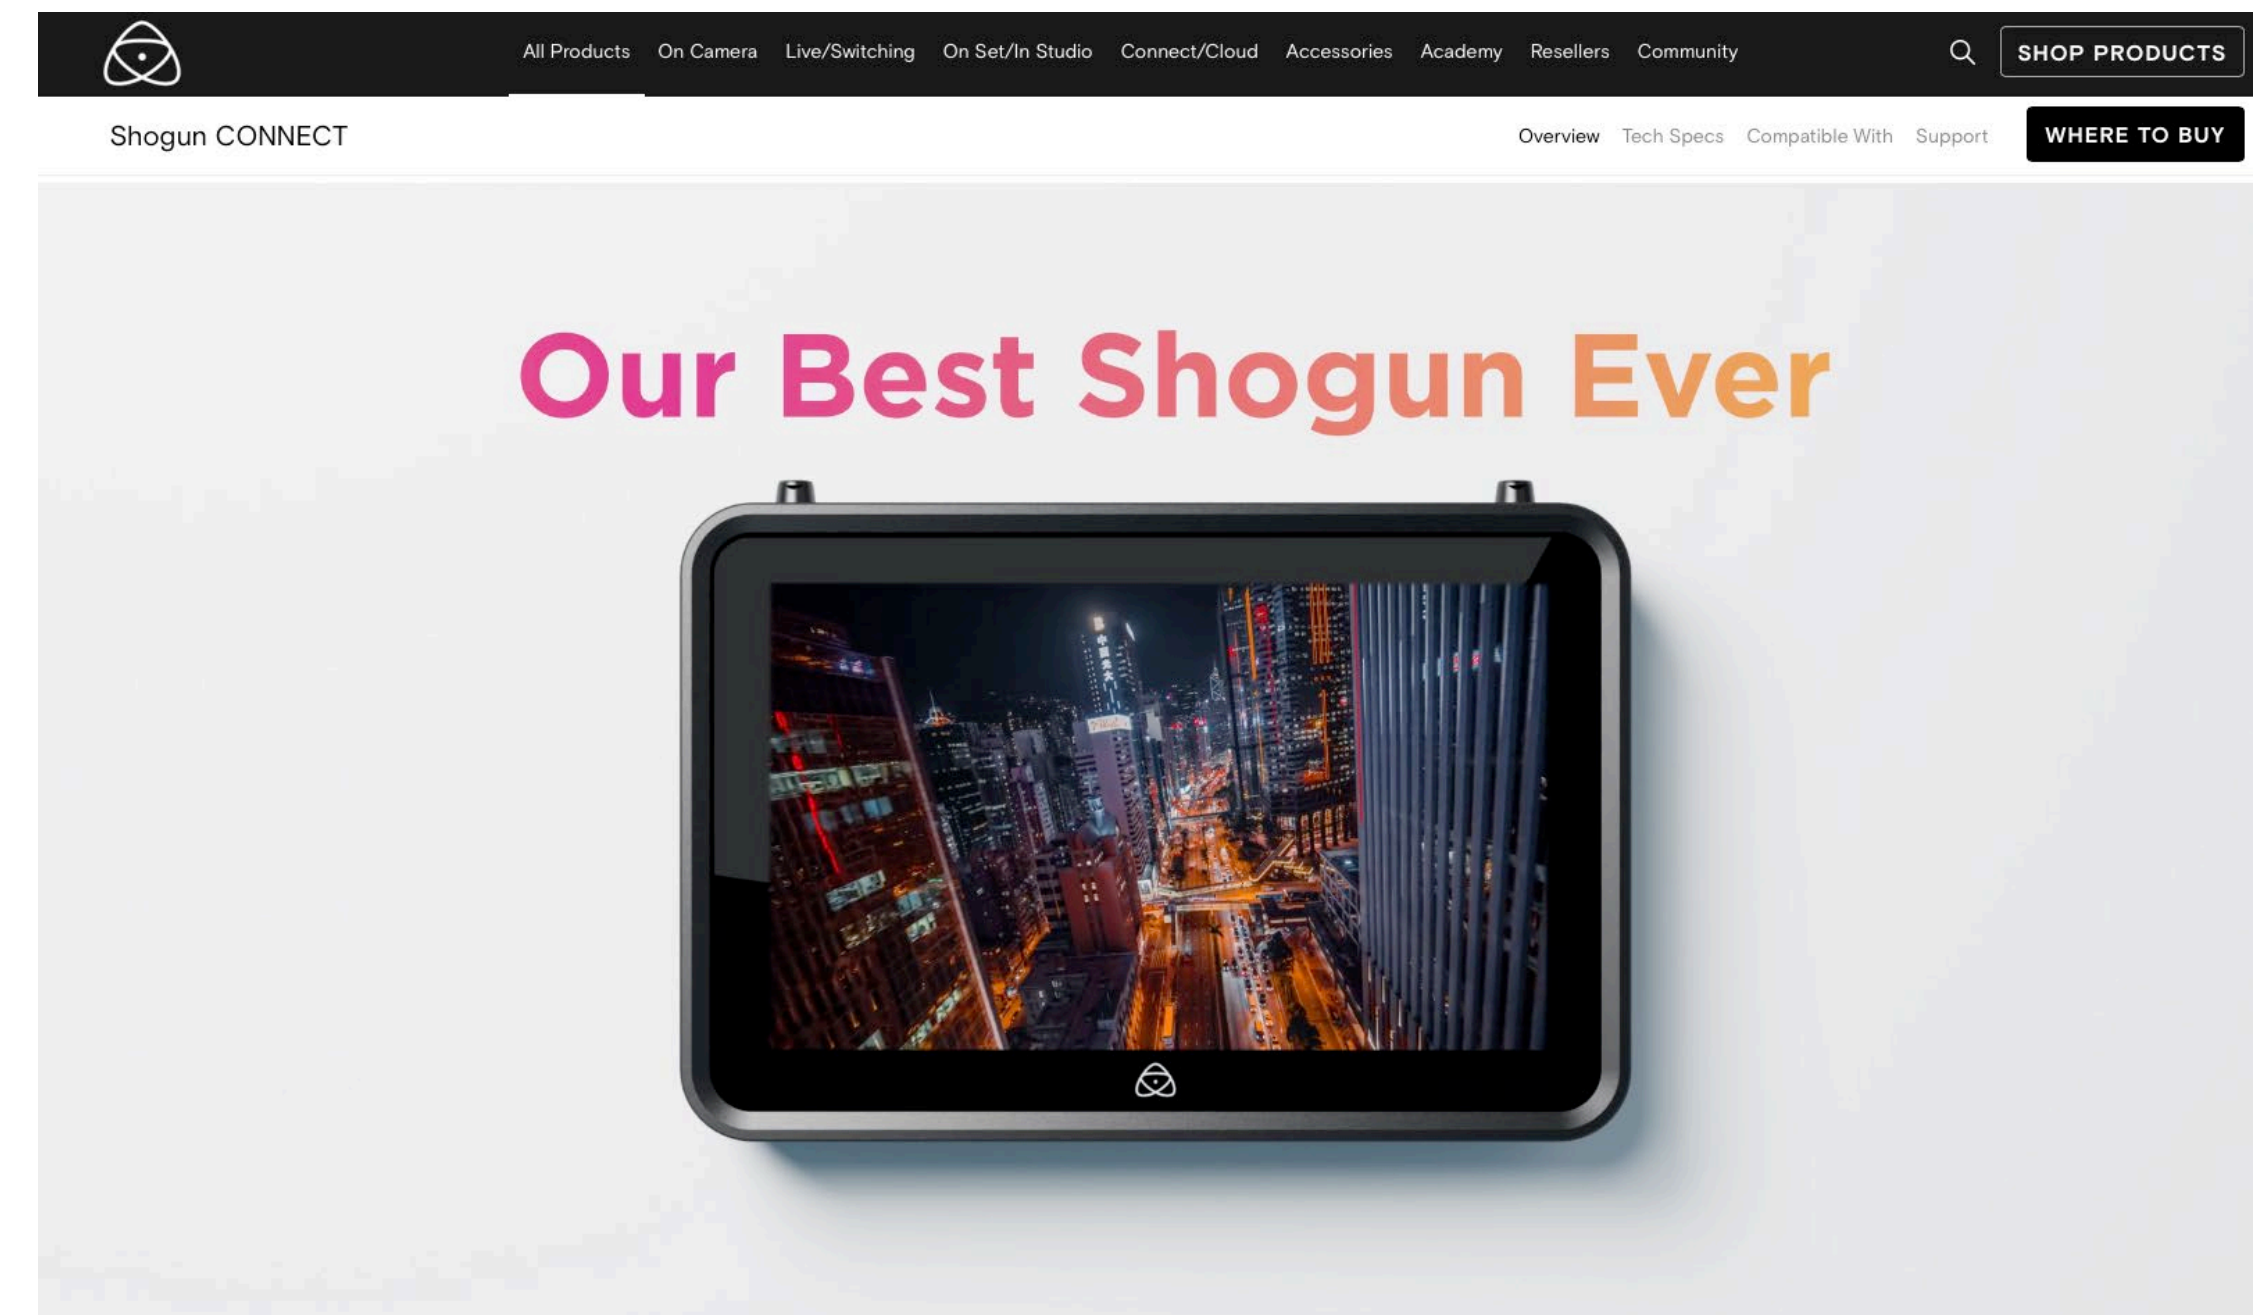 All Products On Camera Live/Switching On Set/In Studio Connect/Cloud Accessories Academy Resellers Community SHOP PRODUCTS
Shogun CONNECT Overview Tech Specs Compatible With Support WHERE TO BUY
Our Best Shogun Ever